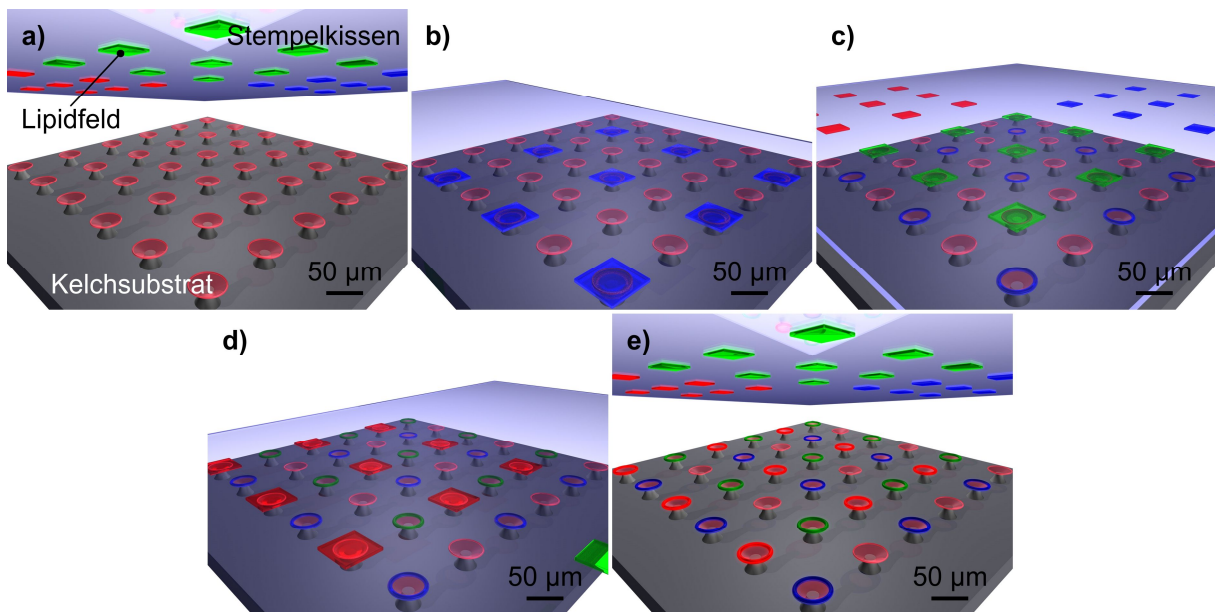 a)
Stempelkissen
Lipidfeld
Kelchsubstrat
50 µm
b)
50 µm
c)
50 µm
d)
50 µm
e)
50 µm